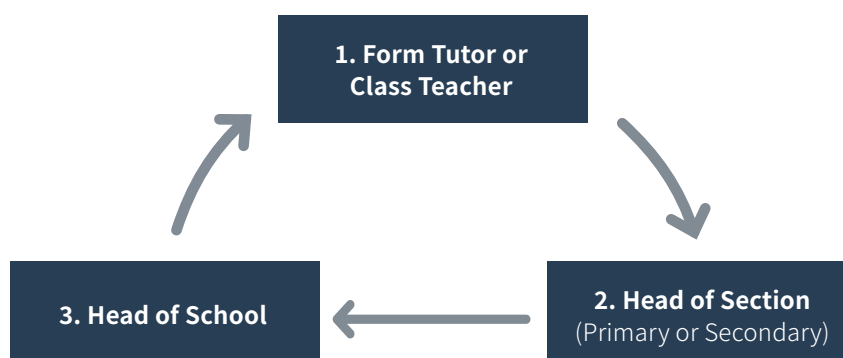 1. Form Tutor or
Class Teacher
2. Head of Section
(Primary or Secondary)
3. Head of School